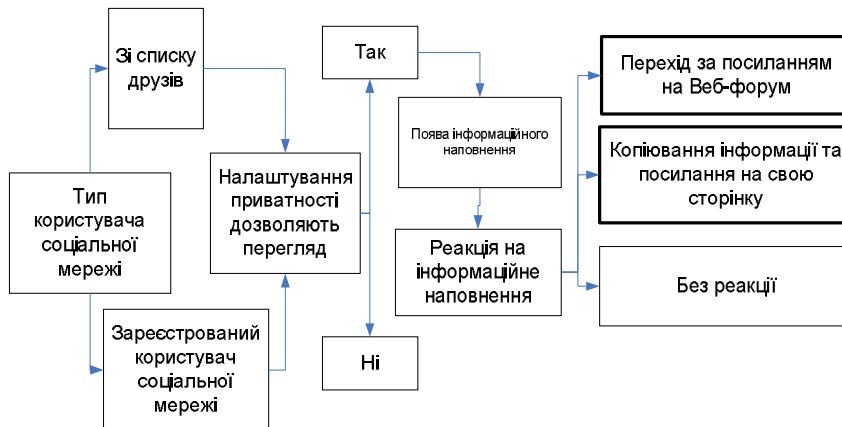 Зі списку
друзів
Тип
користувача
соціальної
мережі
Зареєстрований
користувач
соціальної
мережі
Налаштування
приватності
дозволяють
перегляд
Так
Ні
Поява інформаційного
наповнення
Реакція на
інформаційне
наповнення
Перехід за посиланням
на Веб-форум
Копіювання інформації та
посилання на свою
сторінку
Без реакції